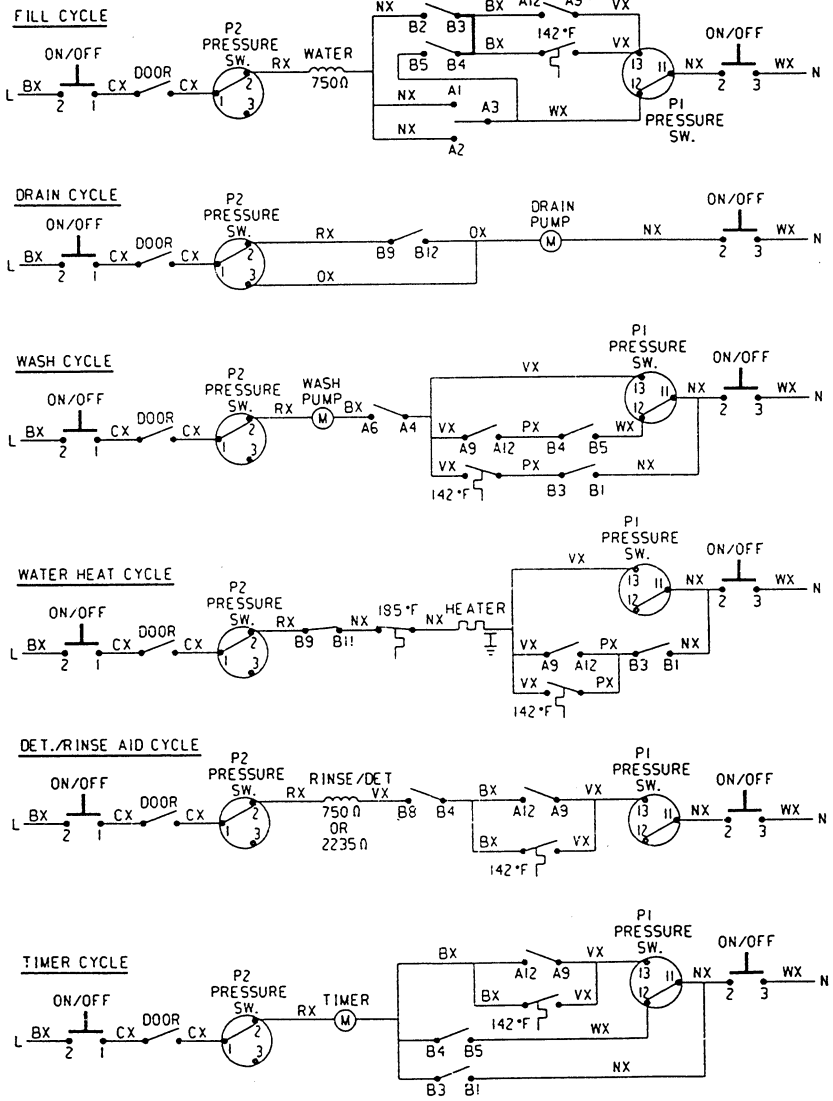 FILL CYCLE
ON/OFF
L BX 2 1 CX DOOR CX
P2
PRESSURE
SW.
1 2 3
RX WATER
750Ω
NX B2 B3 BX A12 A9 VX
B5 B4 BX 142°F VX
NX A1
A3 WX
NX A2
13 11 12
P1
PRESSURE
SW.
NX ON/OFF
2 3 WX N
DRAIN CYCLE
ON/OFF
L BX 2 1 CX DOOR CX
P2
PRESSURE
SW.
1 2 3
RX B9 B12 OX
OX
DRAIN
PUMP
M
NX ON/OFF
2 3 WX N
WASH CYCLE
ON/OFF
L BX 2 1 CX DOOR CX
P2
PRESSURE
SW.
1 2 3
RX WASH
PUMP
M
BX A6 A4
VX
VX A9 A12 PX B4 B5 WX
VX 142°F PX B3 B1 NX
P1
PRESSURE
SW.
13 11 12
NX ON/OFF
2 3 WX N
WATER HEAT CYCLE
ON/OFF
L BX 2 1 CX DOOR CX
P2
PRESSURE
SW.
1 2 3
RX B9 B11 NX 185°F NX HEATER
VX
VX A9 A12 PX B3 B1 NX
VX 142°F PX
P1
PRESSURE
SW.
13 11 12
NX ON/OFF
2 3 WX N
DET./RINSE AID CYCLE
ON/OFF
L BX 2 1 CX DOOR CX
P2
PRESSURE
SW.
1 2 3
RX RINSE/DET VX
750Ω
OR
2235Ω
B8 B4
BX A12 A9 VX
BX 142°F VX
P1
PRESSURE
SW.
13 11 12
NX ON/OFF
2 3 WX N
TIMER CYCLE
ON/OFF
L BX 2 1 CX DOOR CX
P2
PRESSURE
SW.
1 2 3
RX TIMER
M
BX A12 A9 VX
BX 142°F VX
B4 B5 WX
B3 B1 NX
P1
PRESSURE
SW.
13 11 12
NX ON/OFF
2 3 WX N